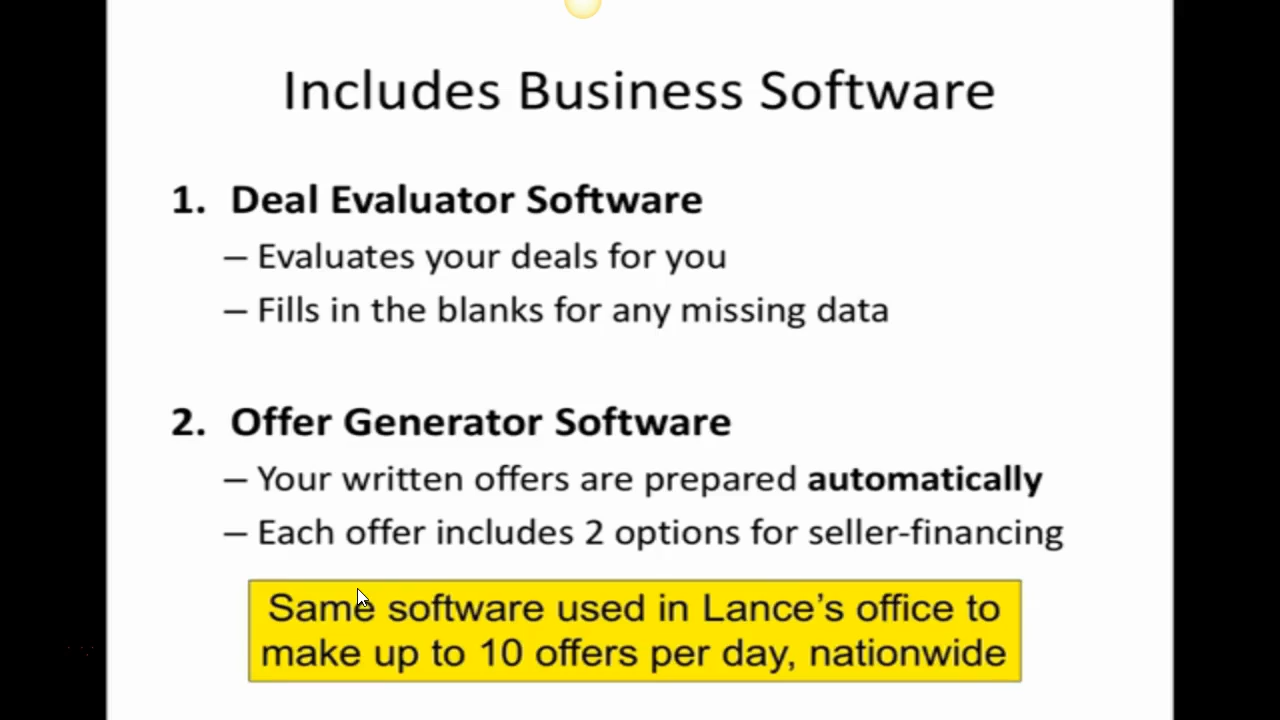 Includes Business Software
1. Deal Evaluator Software
– Evaluates your deals for you
– Fills in the blanks for any missing data
2. Offer Generator Software
– Your written offers are prepared automatically
– Each offer includes 2 options for seller-financing
Same software used in Lance’s office to
make up to 10 offers per day, nationwide